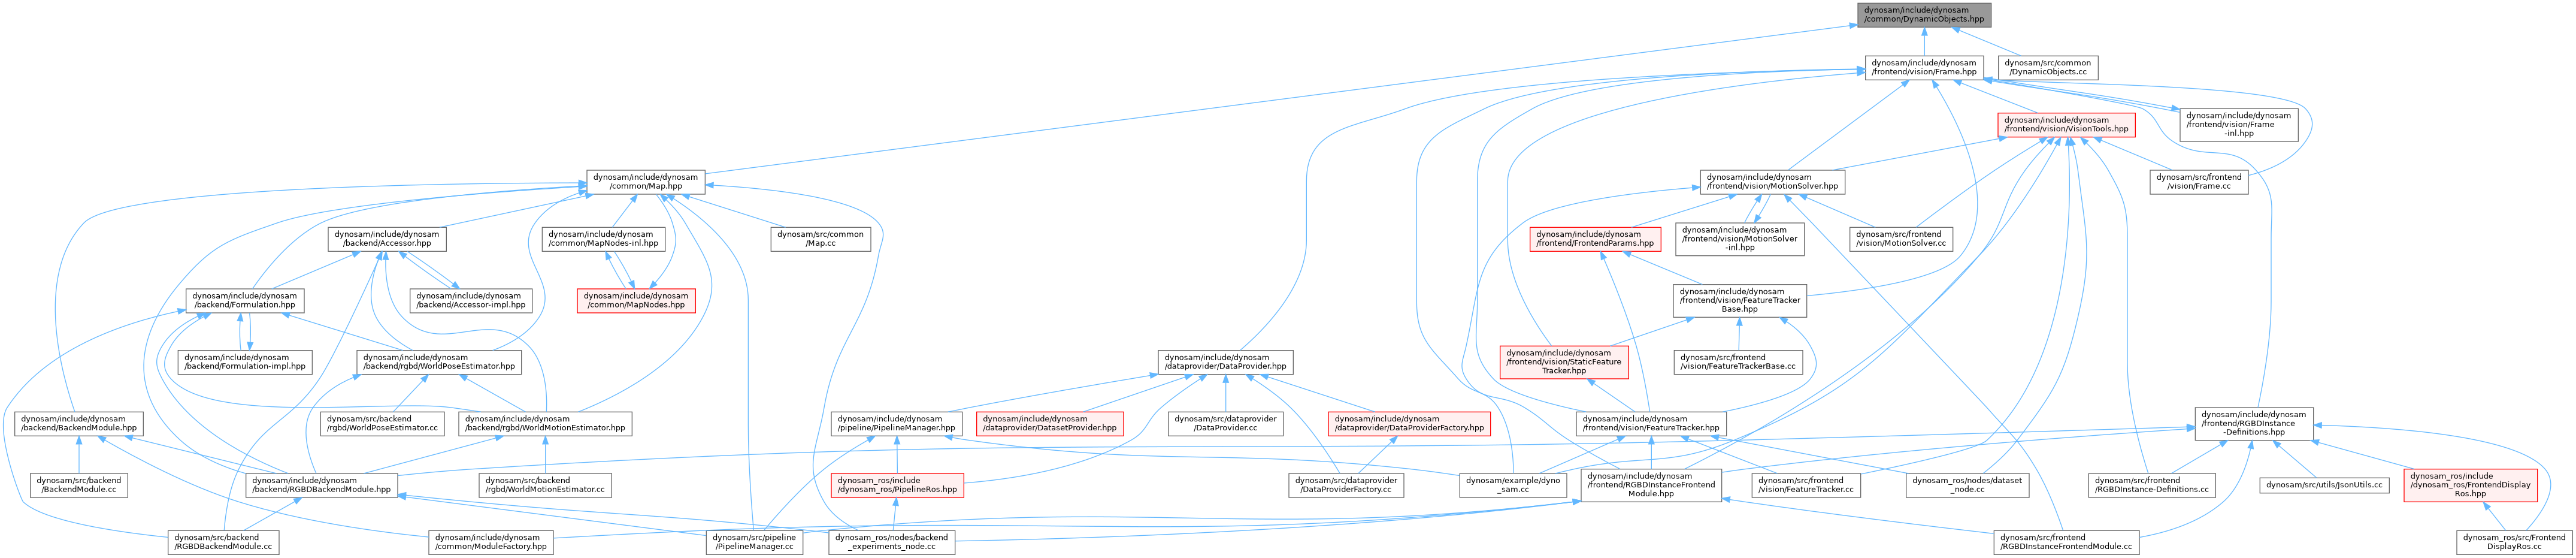 dynosam/include/dynosam
/common/DynamicObjects.hpp
dynosam/include/dynosam
/frontend/vision/Frame.hpp
dynosam/src/common
/DynamicObjects.cc
dynosam/include/dynosam
/frontend/vision/Frame
-inl.hpp
dynosam/include/dynosam
/frontend/vision/VisionTools.hpp
dynosam/include/dynosam
/common/Map.hpp
dynosam/include/dynosam
/frontend/vision/MotionSolver.hpp
dynosam/src/frontend
/vision/Frame.cc
dynosam/include/dynosam
/backend/Accessor.hpp
dynosam/include/dynosam
/common/MapNodes-inl.hpp
dynosam/src/common
/Map.cc
dynosam/include/dynosam
/frontend/FrontendParams.hpp
dynosam/include/dynosam
/frontend/vision/MotionSolver
-inl.hpp
dynosam/src/frontend
/vision/MotionSolver.cc
dynosam/include/dynosam
/backend/Formulation.hpp
dynosam/include/dynosam
/backend/Accessor-impl.hpp
dynosam/include/dynosam
/common/MapNodes.hpp
dynosam/include/dynosam
/frontend/vision/FeatureTracker
Base.hpp
dynosam/include/dynosam
/backend/Formulation-impl.hpp
dynosam/include/dynosam
/backend/rgbd/WorldPoseEstimator.hpp
dynosam/include/dynosam
/dataprovider/DataProvider.hpp
dynosam/include/dynosam
/frontend/vision/StaticFeature
Tracker.hpp
dynosam/src/frontend
/vision/FeatureTrackerBase.cc
dynosam/include/dynosam
/backend/BackendModule.hpp
dynosam/src/backend
/rgbd/WorldPoseEstimator.cc
dynosam/include/dynosam
/backend/rgbd/WorldMotionEstimator.hpp
dynosam/include/dynosam
/pipeline/PipelineManager.hpp
dynosam/include/dynosam
/dataprovider/DatasetProvider.hpp
dynosam/src/dataprovider
/DataProvider.cc
dynosam/include/dynosam
/dataprovider/DataProviderFactory.hpp
dynosam/include/dynosam
/frontend/vision/FeatureTracker.hpp
dynosam/include/dynosam
/frontend/RGBDInstance
-Definitions.hpp
dynosam/src/backend
/BackendModule.cc
dynosam/include/dynosam
/backend/RGBDBackendModule.hpp
dynosam/src/backend
/rgbd/WorldMotionEstimator.cc
dynosam_ros/include
/dynosam_ros/PipelineRos.hpp
dynosam/src/dataprovider
/DataProviderFactory.cc
dynosam/example/dyno
_sam.cc
dynosam/include/dynosam
/frontend/RGBDInstanceFrontend
Module.hpp
dynosam/src/frontend
/vision/FeatureTracker.cc
dynosam_ros/nodes/dataset
_node.cc
dynosam/src/frontend
/RGBDInstance-Definitions.cc
dynosam/src/utils/JsonUtils.cc
dynosam_ros/include
/dynosam_ros/FrontendDisplay
Ros.hpp
dynosam/src/backend
/RGBDBackendModule.cc
dynosam/include/dynosam
/common/ModuleFactory.hpp
dynosam/src/pipeline
/PipelineManager.cc
dynosam_ros/nodes/backend
_experiments_node.cc
dynosam/src/frontend
/RGBDInstanceFrontendModule.cc
dynosam_ros/src/Frontend
DisplayRos.cc